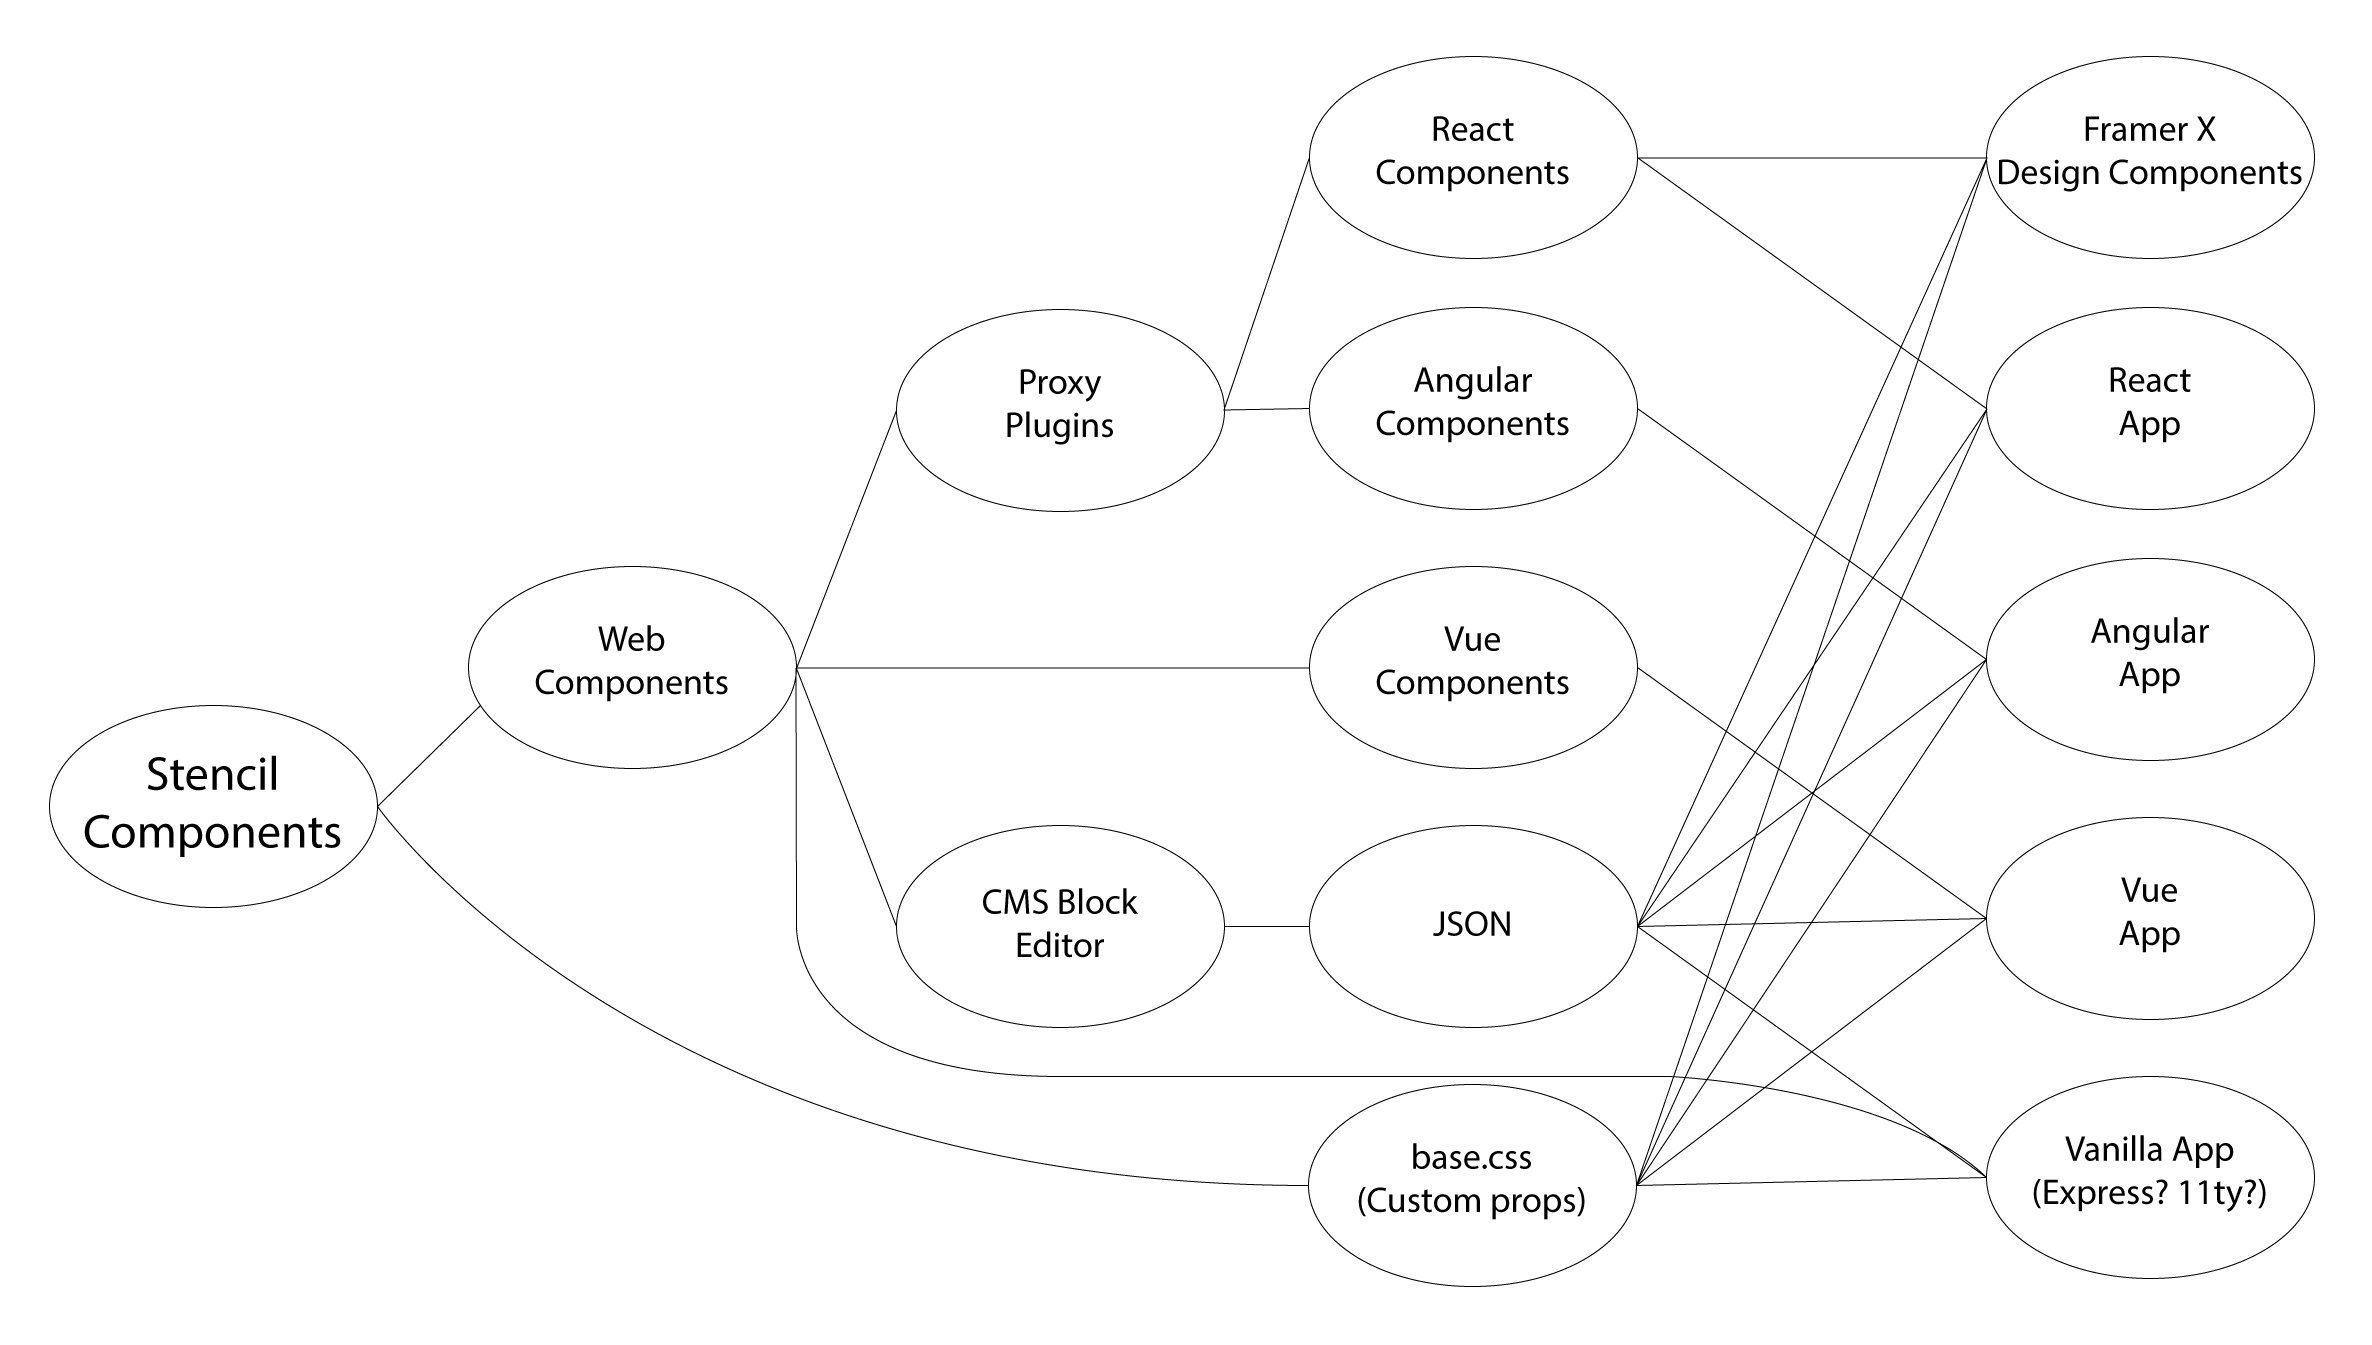 React
Components
Framer X
Design Components
Proxy
Plugins
Angular
Components
React
App
Web
Components
Vue
Components
Angular
App
Stencil
Components
CMS Block
Editor
JSON
Vue
App
base.css
(Custom props)
Vanilla App
(Express? 11ty?)